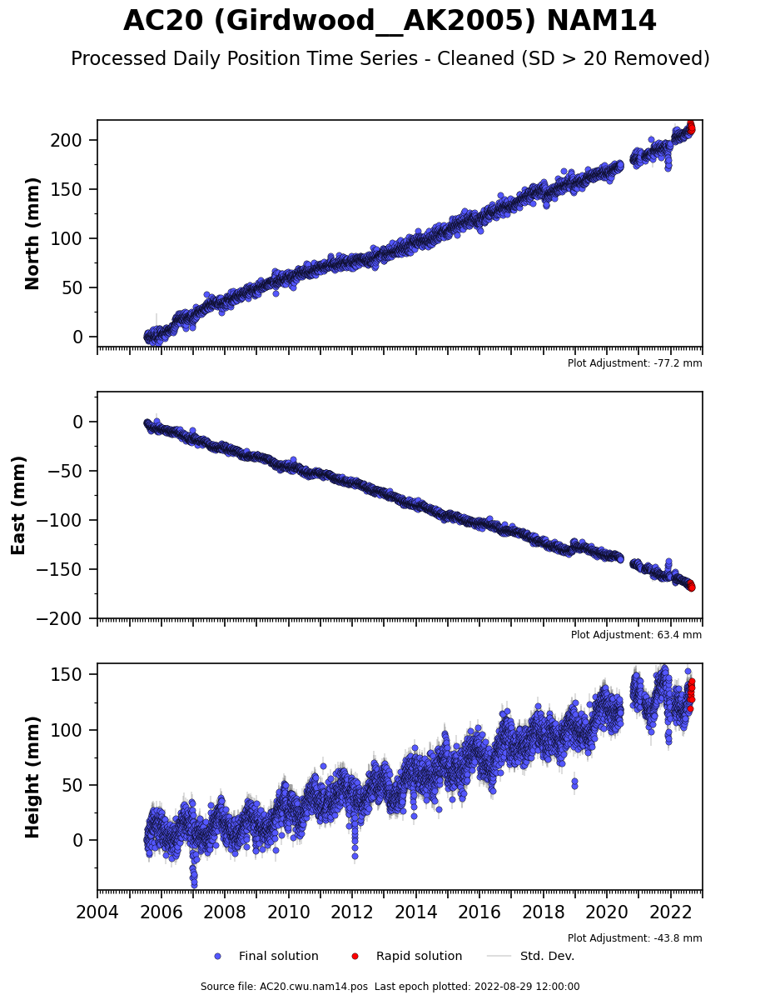 AC20 (Girdwood__AK2005) NAM14
Processed Daily Position Time Series - Cleaned (SD > 20 Removed)
North (mm)
200
150
100
50
0
Plot Adjustment: -77.2 mm
East (mm)
0
−50
−100
−150
−200
Plot Adjustment: 63.4 mm
Height (mm)
150
100
50
0
2004 2006 2008 2010 2012 2014 2016 2018 2020 2022
Plot Adjustment: -43.8 mm
Final solution Rapid solution Std. Dev.
Source file: AC20.cwu.nam14.pos Last epoch plotted: 2022-08-29 12:00:00